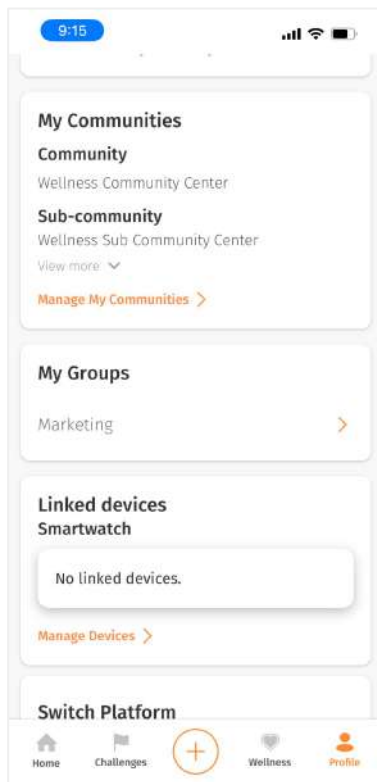 9:15
My Communities
Community
Wellness Community Center
Sub-community
Wellness Sub Community Center
View more
Manage My Communities
My Groups
Marketing
Linked devices
Smartwatch
No linked devices.
Manage Devices
Switch Platform
Home Challenges Wellness Profile